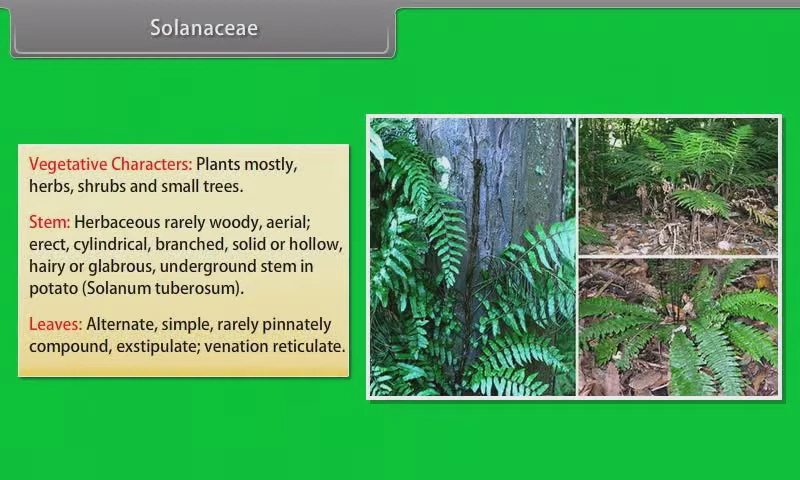 Solanaceae
Vegetative Characters: Plants mostly,
herbs, shrubs and small trees.
Stem: Herbaceous rarely woody, aerial;
erect, cylindrical, branched, solid or hollow,
hairy or glabrous, underground stem in
potato (Solanum tuberosum).
Leaves: Alternate, simple, rarely pinnately
compound, exstipulate; venation reticulate.